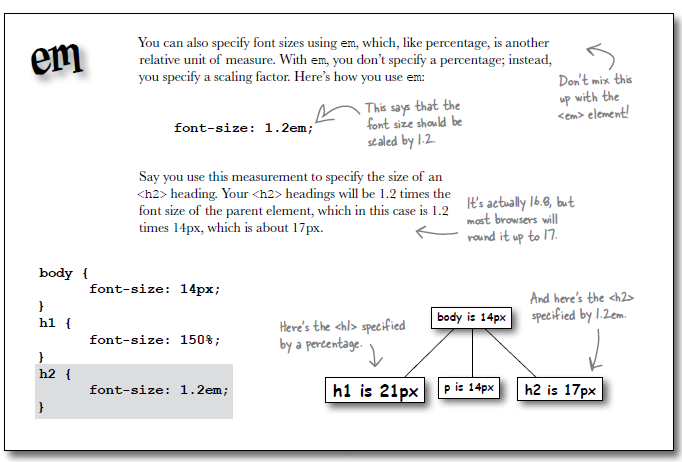 em
You can also specify font sizes using em, which, like percentage, is another
relative unit of measure. With em, you don't specify a percentage; instead,
you specify a scaling factor. Here's how you use em:
Don't mix this
up with the
<em> element!
font-size: 1.2em;
This says that the
font size should be
scaled by 1.2.
Say you use this measurement to specify the size of an
<h2> heading. Your <h2> headings will be 1.2 times the
font size of the parent element, which in this case is 1.2
times 14px, which is about 17px.
It's actually 16.8, but
most browsers will
round it up to 17.
body {
font-size: 14px;
}
h1 {
font-size: 150%;
}
h2 {
font-size: 1.2em;
}
Here's the <h1> specified
by a percentage.
body is 14px
And here's the <h2>
specified by 1.2em.
h1 is 21px
p is 14px
h2 is 17px